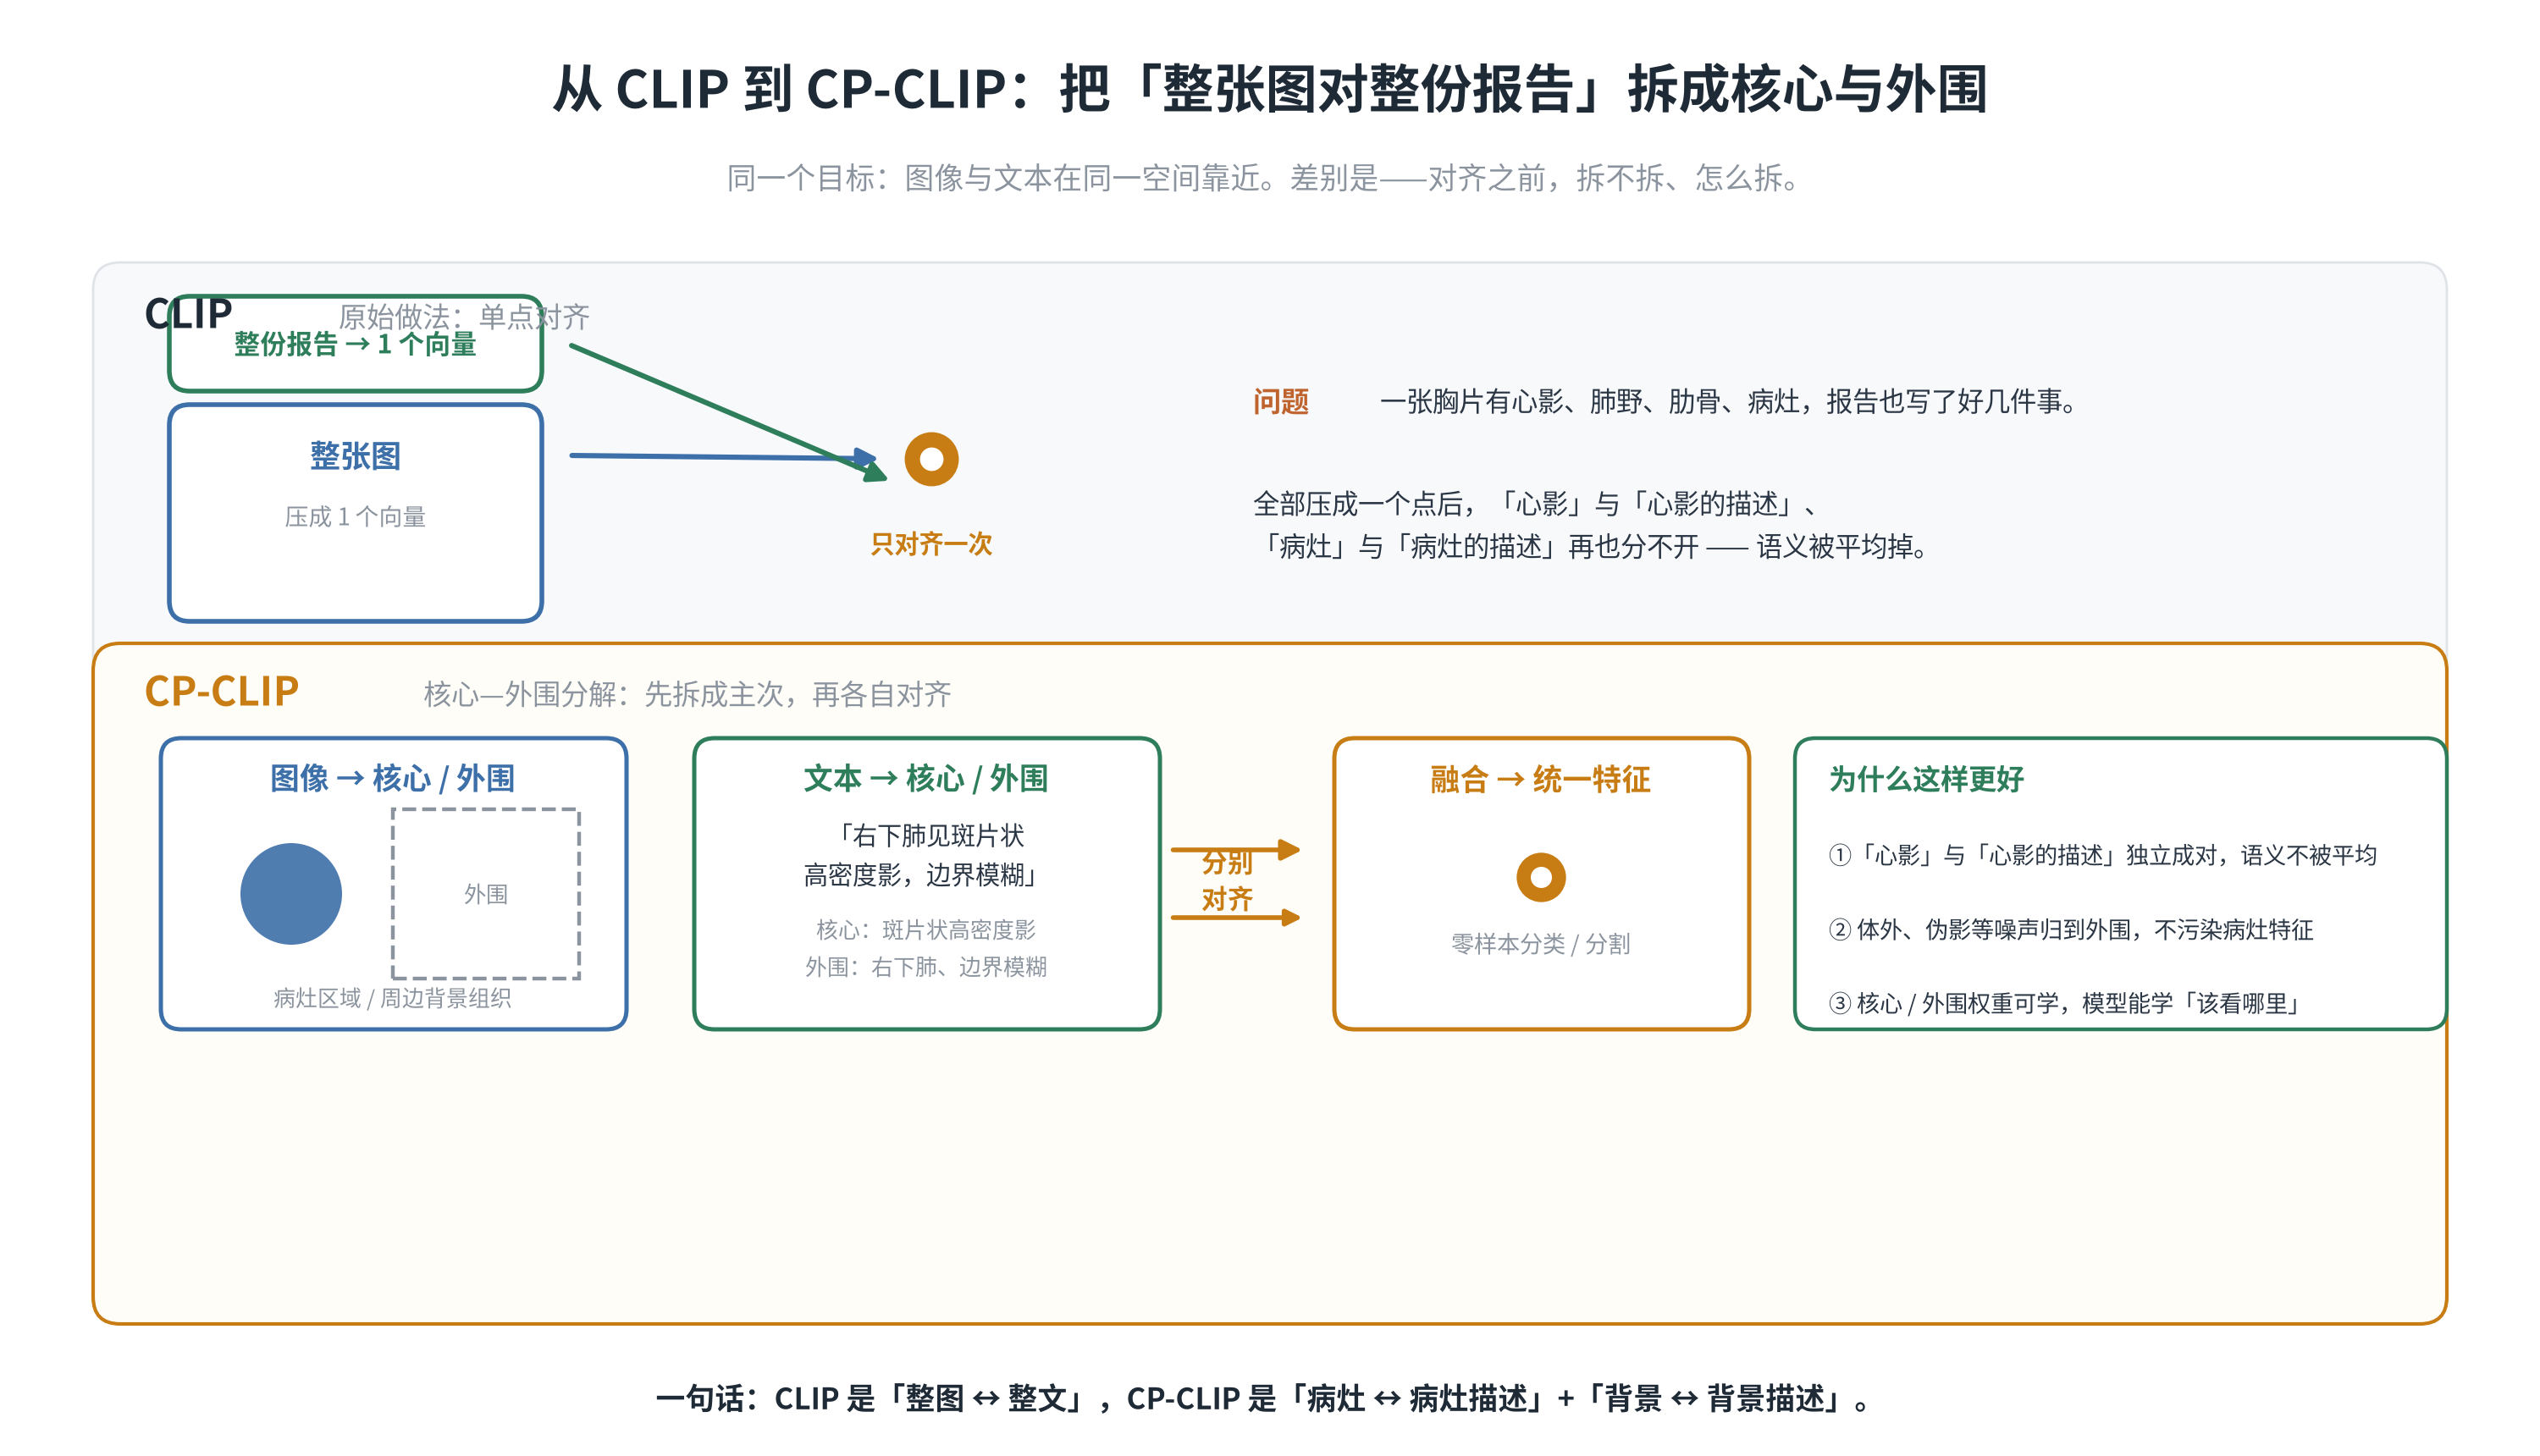 从 CLIP 到 CP-CLIP：把「整张图对整份报告」拆成核心与外围
同一个目标：图像与文本在同一空间靠近。差别是——对齐之前，拆不拆、怎么拆。
CLIP
原始做法：单点对齐
整份报告 → 1 个向量
整张图
压成 1 个向量
只对齐一次
问题
一张胸片有心影、肺野、肋骨、病灶，报告也写了好几件事。
全部压成一个点后，「心影」与「心影的描述」、
「病灶」与「病灶的描述」再也分不开 —— 语义被平均掉。
CP-CLIP
核心—外围分解：先拆成主次，再各自对齐
图像 → 核心 / 外围
外围
病灶区域 / 周边背景组织
文本 → 核心 / 外围
「右下肺见斑片状
高密度影，边界模糊」
核心：斑片状高密度影
外围：右下肺、边界模糊
分别
对齐
融合 → 统一特征
零样本分类 / 分割
为什么这样更好
①「心影」与「心影的描述」独立成对，语义不被平均
② 体外、伪影等噪声归到外围，不污染病灶特征
③ 核心 / 外围权重可学，模型能学「该看哪里」
一句话：CLIP 是「整图 ↔ 整文」，CP-CLIP 是「病灶 ↔ 病灶描述」+「背景 ↔ 背景描述」。